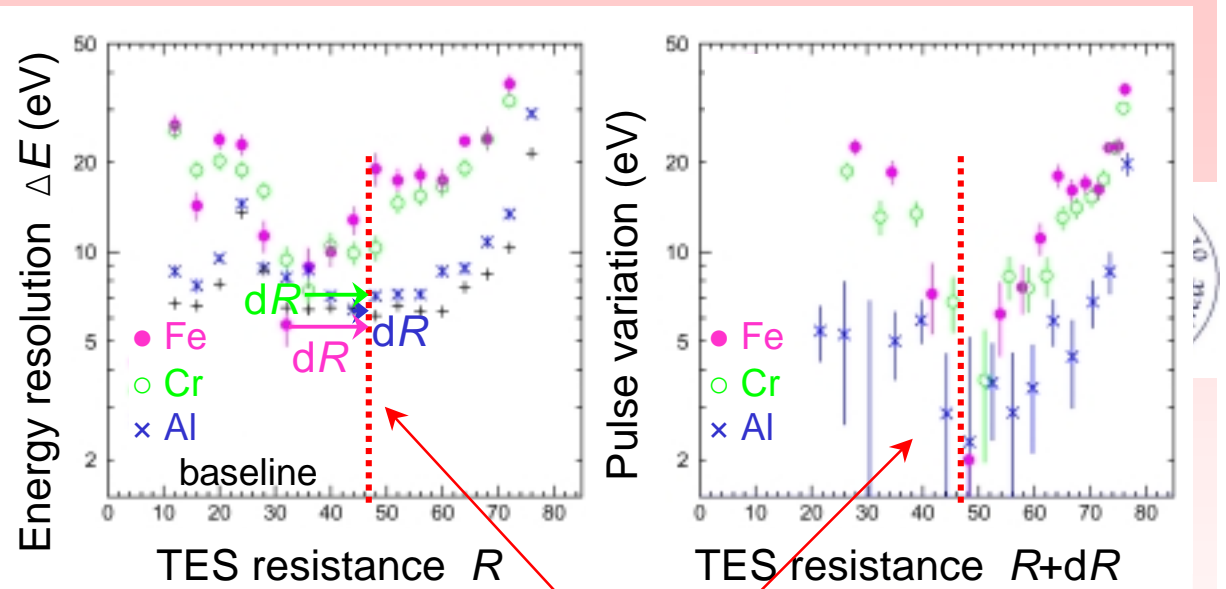 Energy resolution △E (eV)
50
20
10
5
2
dR
dR
dR
Fe
Cr
Al
baseline
0 10 20 30 40 50 60 70 80
TES resistance R
Pulse variation (eV)
50
20
10
5
2
Fe
Cr
Al
0 10 20 30 40 50 60 70 80
TES resistance R+dR